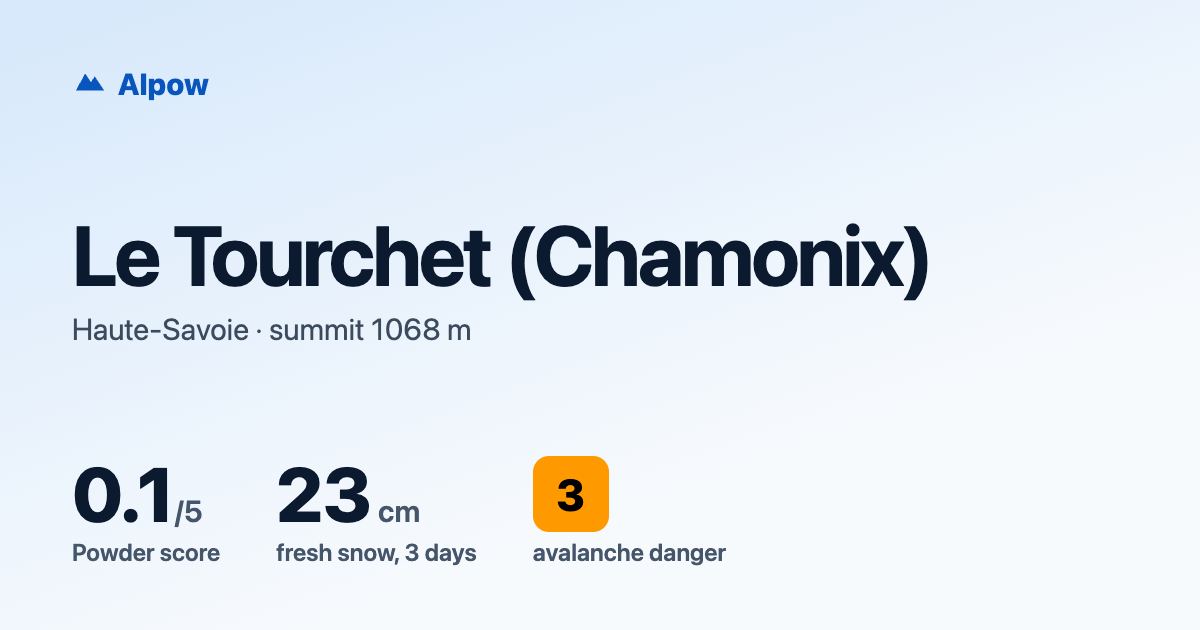 Alpow
Le Tourchet (Chamonix)
Haute-Savoie · summit 1068 m
0.1/5 23 cm 3
Powder score fresh snow, 3 days avalanche danger